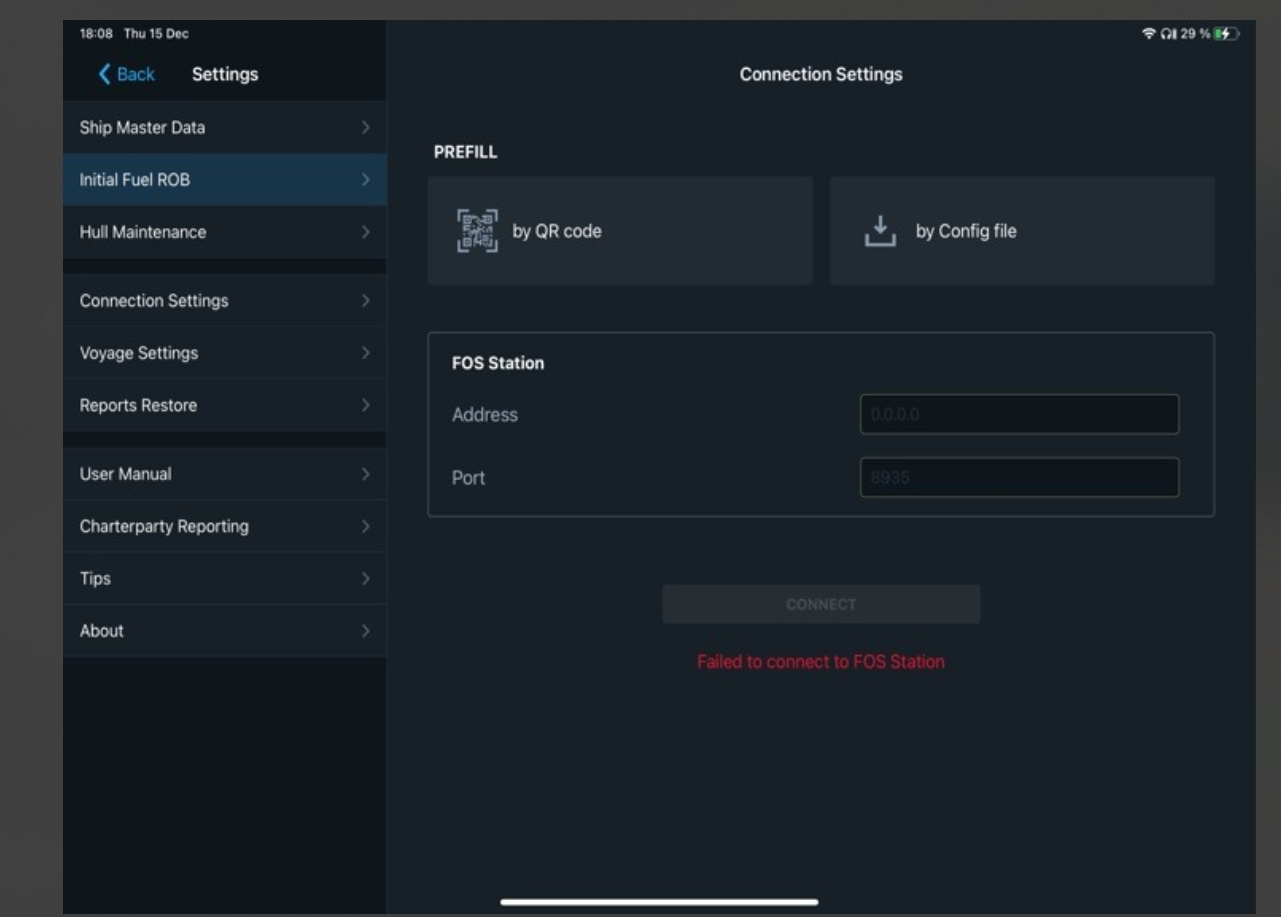 18:08 Thu 15 Dec
29 %
Back Settings
Connection Settings
Ship Master Data
Initial Fuel ROB
Hull Maintenance
Connection Settings
Voyage Settings
Reports Restore
User Manual
Charterparty Reporting
Tips
About
PREFILL
by QR code
by Config file
FOS Station
Address
0.0.0.0
Port
8935
CONNECT
Failed to connect to FOS Station